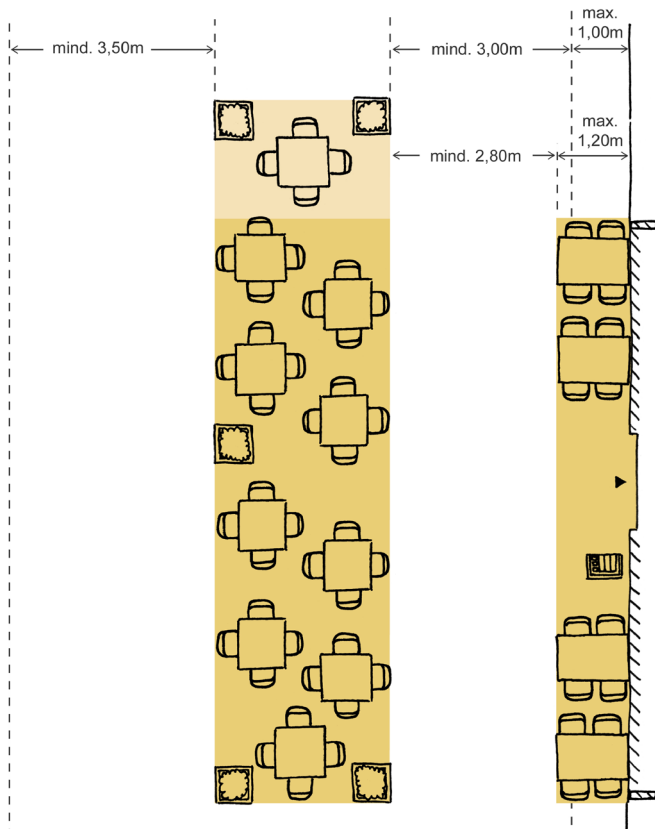 max.
1,00m
mind. 3,50m
mind. 3,00m
max.
1,20m
mind. 2,80m